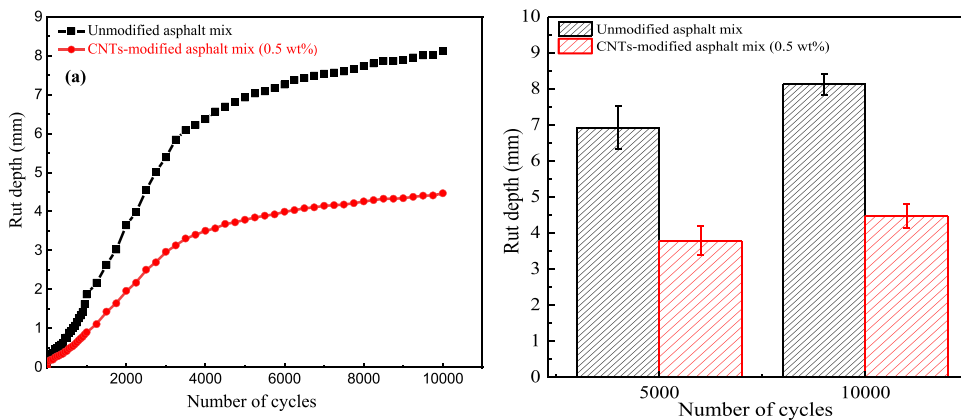 9
8
7
6
5
4
3
2
1
0
Rut depth (mm)
Unmodified asphalt mix
CNTs-modified asphalt mix (0.5 wt%)
(a)
2000 4000 6000 8000 10000
Number of cycles
10
9
8
7
6
5
4
3
2
1
0
Rut depth (mm)
Unmodified asphalt mix
CNTs-modified asphalt mix (0.5 wt%)
5000 10000
Number of cycles